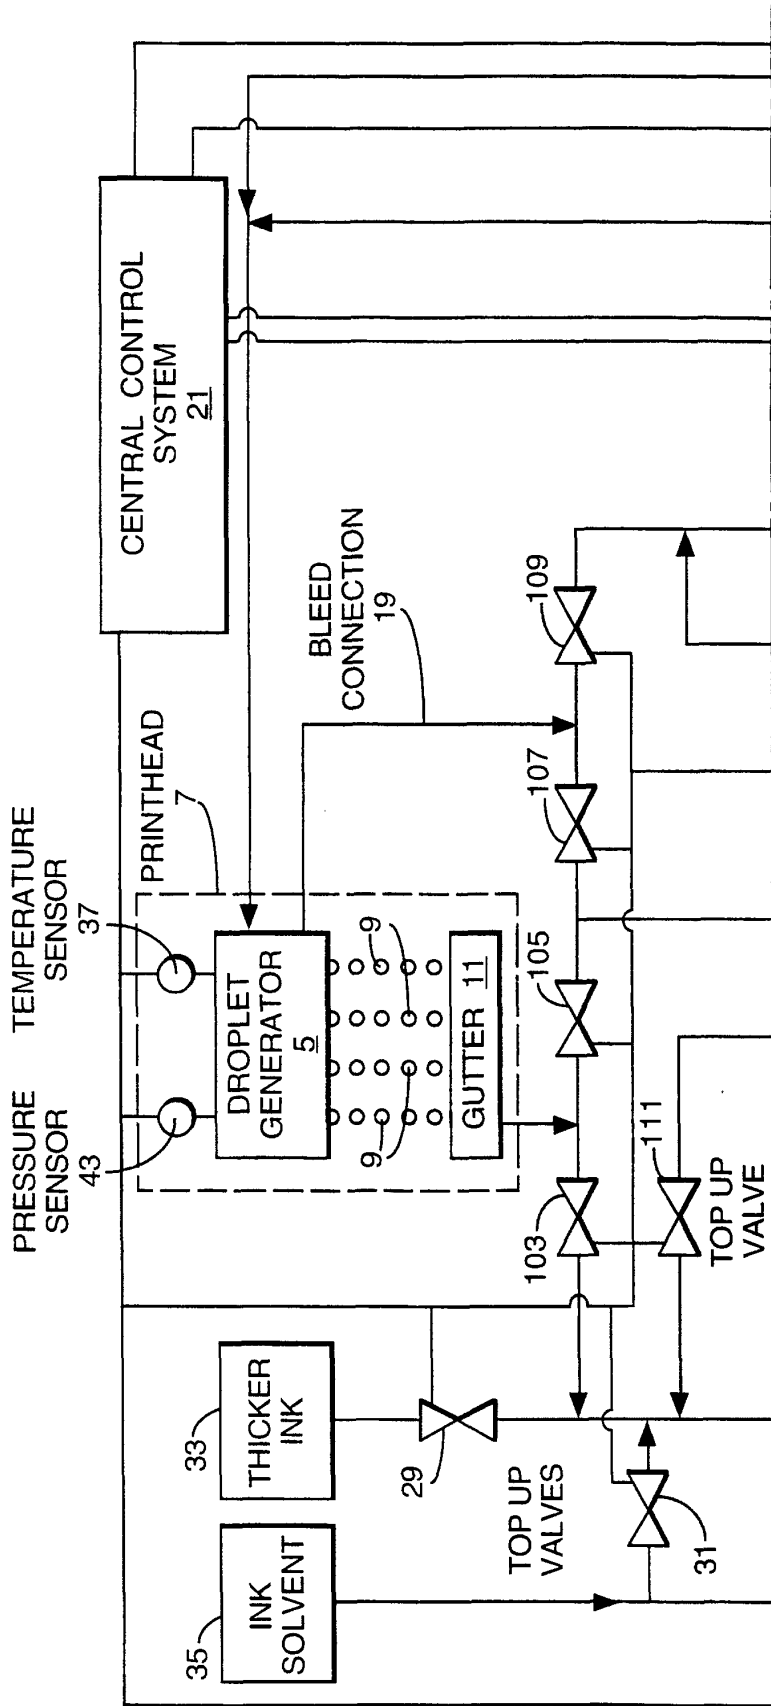 PRESSURE
SENSOR
43
TEMPERATURE
SENSOR
37
PRINTHEAD
7
CENTRAL CONTROL
SYSTEM
21
INK
SOLVENT
35
THICKER
INK
33
DROPLET
GENERATOR
5
9
9
9
9
GUTTER 11
BLEED
CONNECTION
19
29
TOP UP
VALVES
31
103
105
107
109
111
TOP UP
VALVE